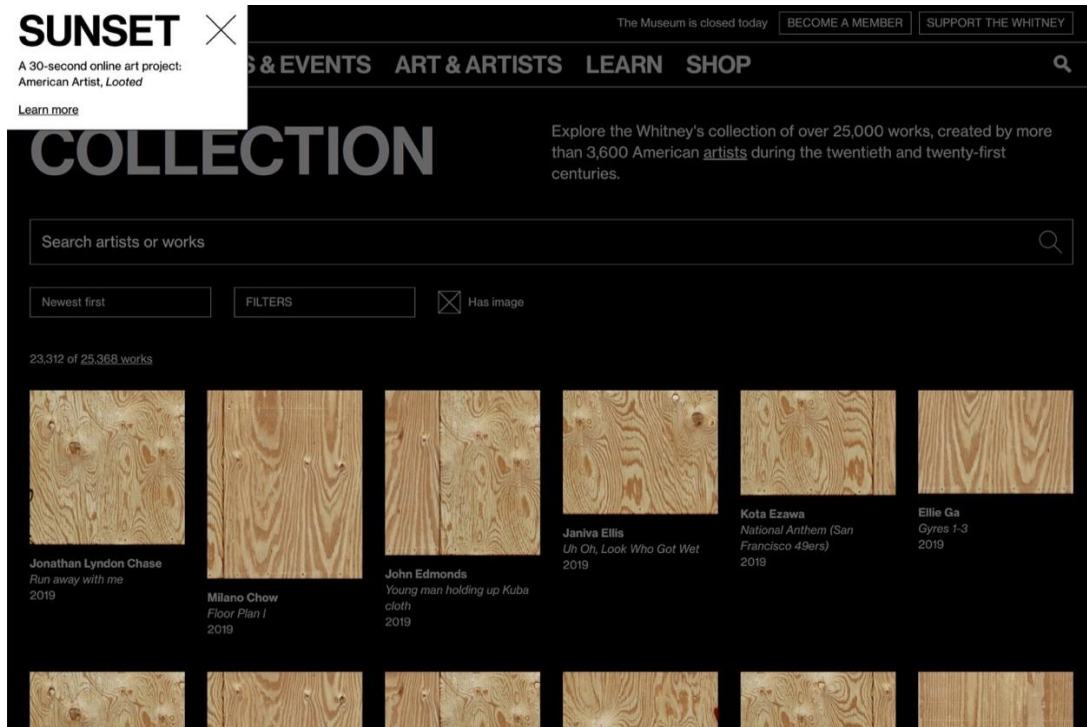 SUNSET
A 30-second online art project:
American Artist, Looted
Learn more
The Museum is closed today
BECOME A MEMBER
SUPPORT THE WHITNEY
& EVENTS
ART & ARTISTS
LEARN
SHOP
COLLECTION
Explore the Whitney's collection of over 25,000 works, created by more
than 3,600 American artists during the twentieth and twenty-first
centuries.
Search artists or works
Newest first
FILTERS
Has image
23,312 of 25,368 works
Jonathan Lyndon Chase
Run away with me
2019
Milano Chow
Floor Plan I
2019
John Edmonds
Young man holding up Kuba
cloth
2019
Janiva Ellis
Uh Oh, Look Who Got Wet
2019
Kota Ezawa
National Anthem (San
Francisco 49ers)
2019
Ellie Ga
Gyres 1-3
2019